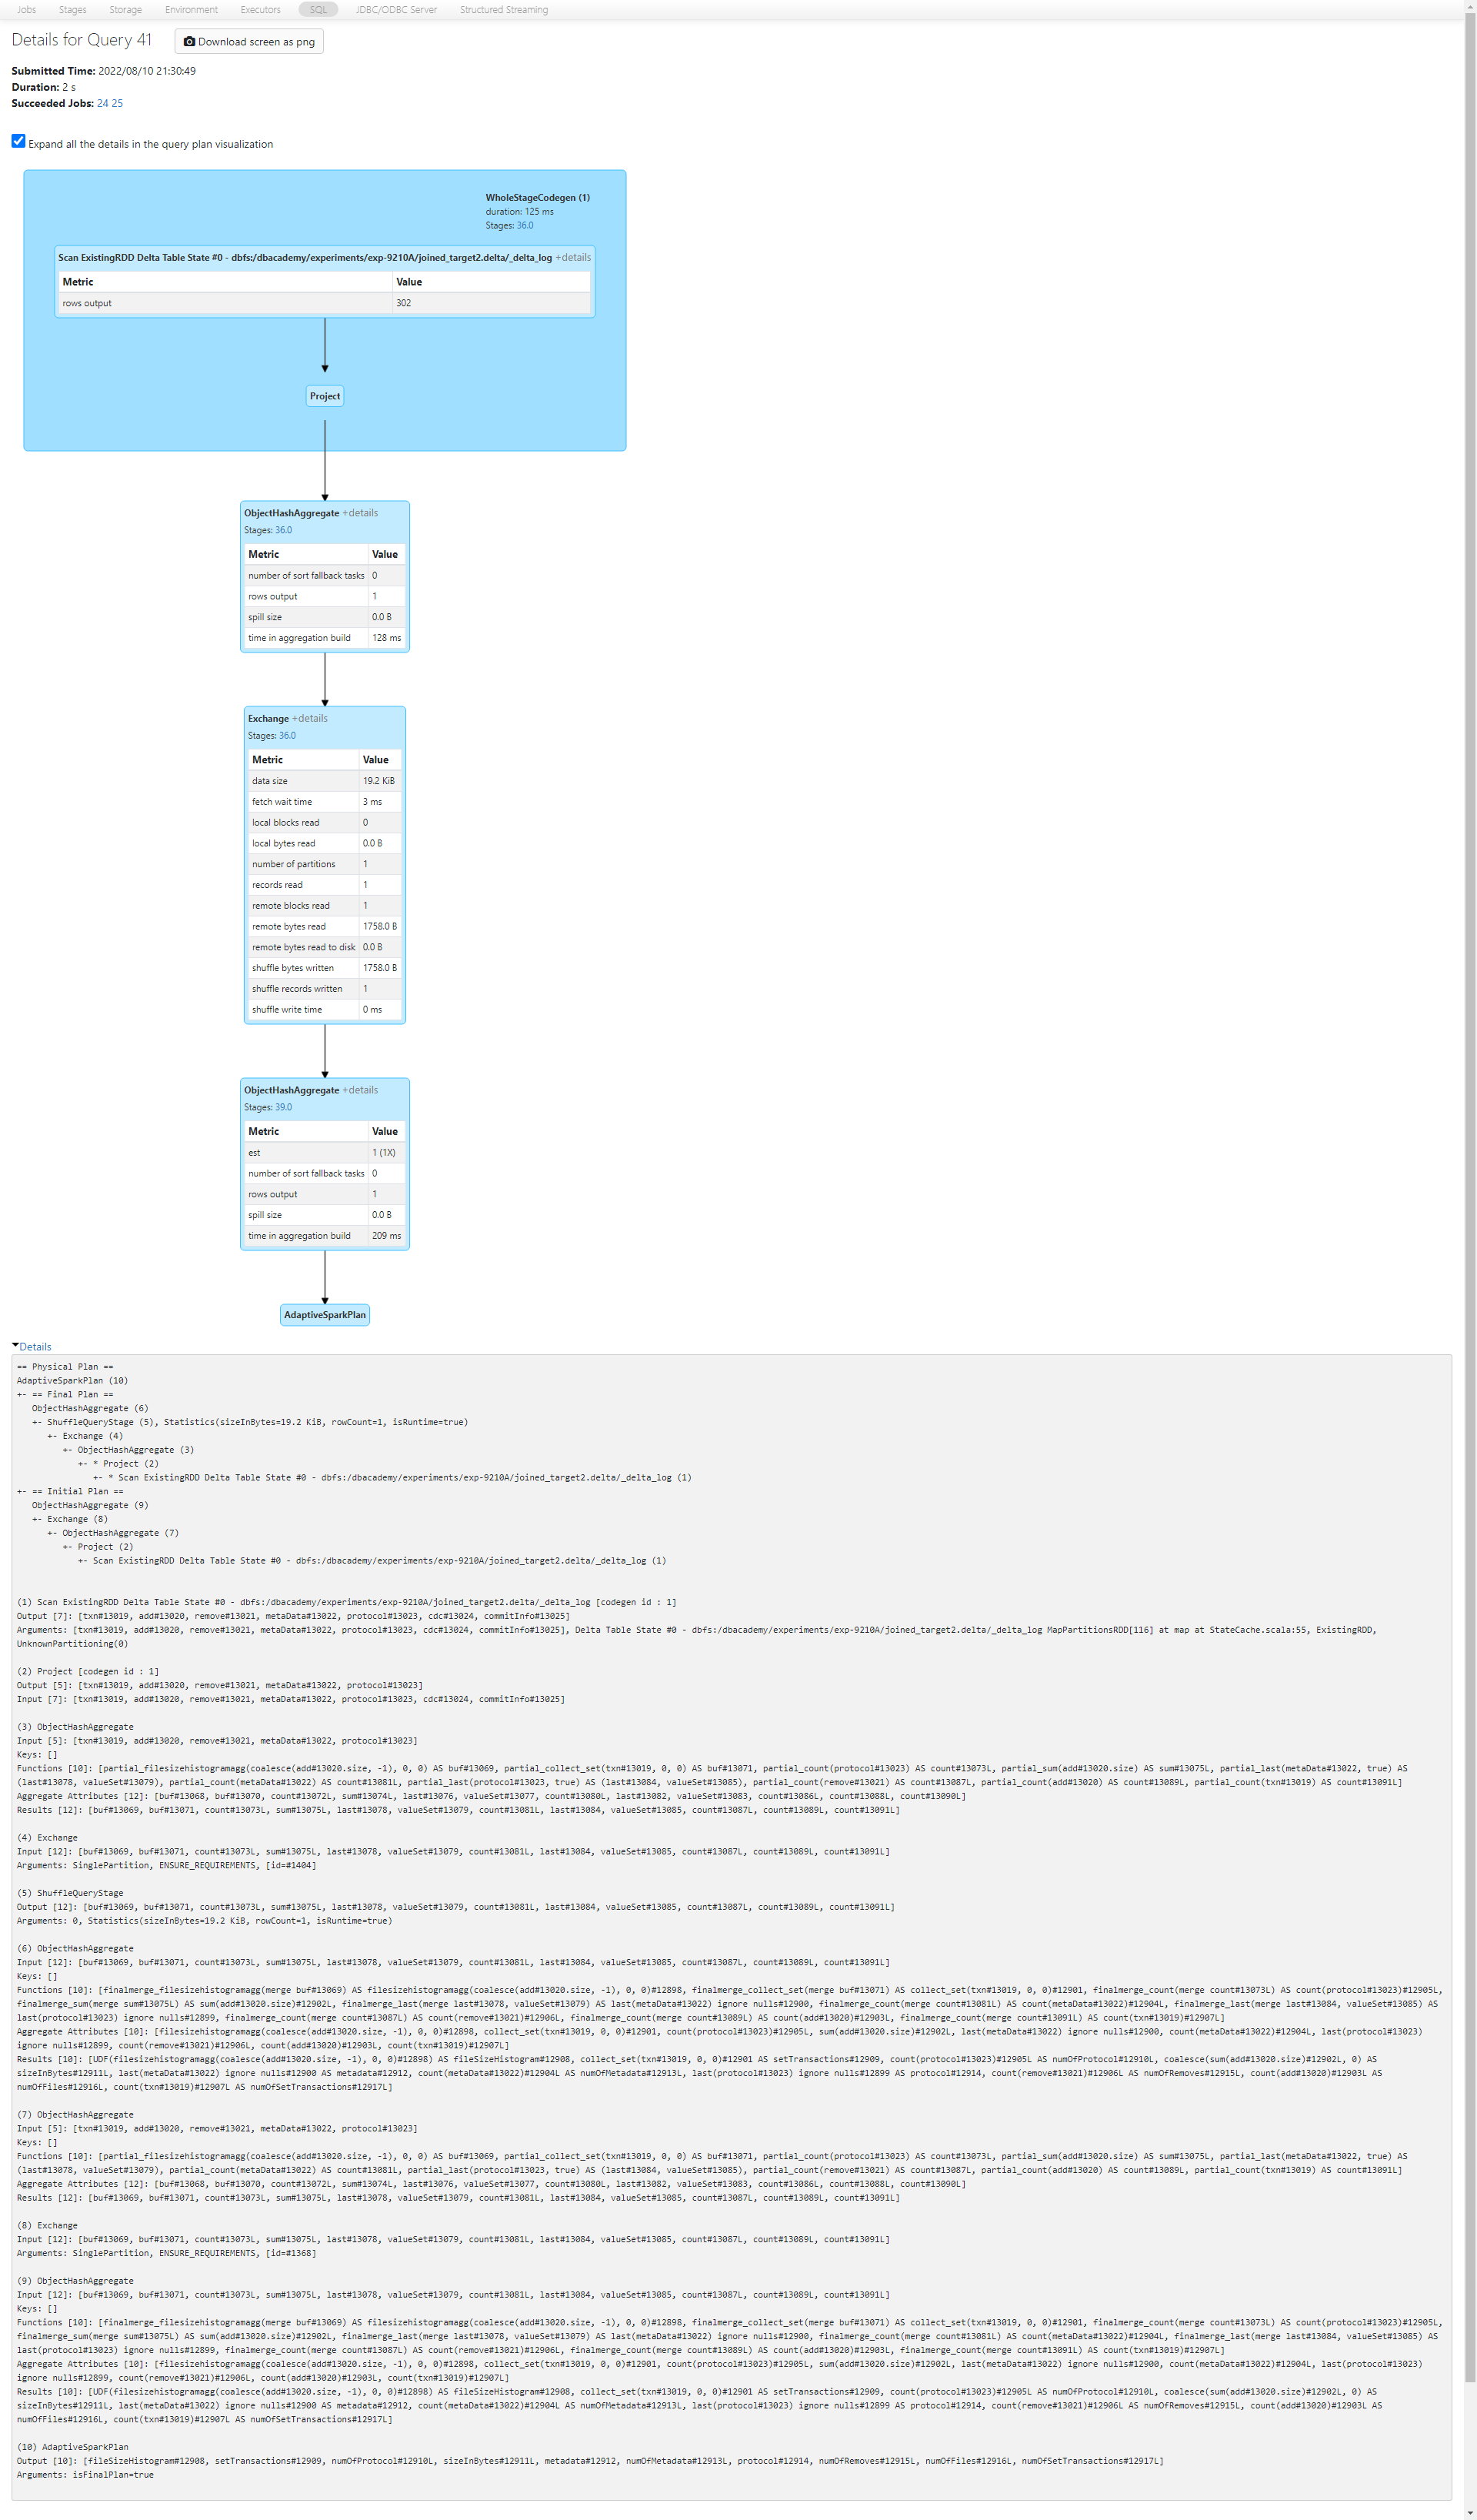 Jobs Stages Storage Environment Executors SQL JDBC/ODBC Server Structured Streaming
Details for Query 41 Download screen as png
Submitted Time: 2022/08/10 21:30:49
Duration: 2 s
Succeeded Jobs: 24 25
Expand all the details in the query plan visualization
WholeStageCodegen (1)
duration: 125 ms
Stages: 36.0
Scan ExistingRDD Delta Table State #0 - dbfs:/dbacademy/experiments/exp-9210A/joined_target2.delta/_delta_log +details
Metric Value
rows output 302
Project
ObjectHashAggregate +details
Stages: 36.0
Metric Value
number of sort fallback tasks 0
rows output 1
spill size 0.0 B
time in aggregation build 128 ms
Exchange +details
Stages: 36.0
Metric Value
data size 19.2 KiB
fetch wait time 3 ms
local blocks read 0
local bytes read 0.0 B
number of partitions 1
records read 1
remote blocks read 1
remote bytes read 1758.0 B
remote bytes read to disk 0.0 B
shuffle bytes written 1758.0 B
shuffle records written 1
shuffle write time 0 ms
ObjectHashAggregate +details
Stages: 39.0
Metric Value
est 1 (1X)
number of sort fallback tasks 0
rows output 1
spill size 0.0 B
time in aggregation build 209 ms
AdaptiveSparkPlan
Details
== Physical Plan ==
AdaptiveSparkPlan (10)
+- == Final Plan ==
   ObjectHashAggregate (6)
   +- ShuffleQueryStage (5), Statistics(sizeInBytes=19.2 KiB, rowCount=1, isRuntime=true)
      +- Exchange (4)
         +- ObjectHashAggregate (3)
            +- * Project (2)
               +- * Scan ExistingRDD Delta Table State #0 - dbfs:/dbacademy/experiments/exp-9210A/joined_target2.delta/_delta_log (1)
+- == Initial Plan ==
   ObjectHashAggregate (9)
   +- Exchange (8)
      +- ObjectHashAggregate (7)
         +- Project (2)
            +- Scan ExistingRDD Delta Table State #0 - dbfs:/dbacademy/experiments/exp-9210A/joined_target2.delta/_delta_log (1)
(1) Scan ExistingRDD Delta Table State #0 - dbfs:/dbacademy/experiments/exp-9210A/joined_target2.delta/_delta_log [codegen id : 1]
Output [7]: [txn#13019, add#13020, remove#13021, metaData#13022, protocol#13023, cdc#13024, commitInfo#13025]
Arguments: [txn#13019, add#13020, remove#13021, metaData#13022, protocol#13023, cdc#13024, commitInfo#13025], Delta Table State #0 - dbfs:/dbacademy/experiments/exp-9210A/joined_target2.delta/_delta_log MapPartitionsRDD[116] at map at StateCache.scala:55, ExistingRDD,
UnknownPartitioning(0)
(2) Project [codegen id : 1]
Output [5]: [txn#13019, add#13020, remove#13021, metaData#13022, protocol#13023]
Input [7]: [txn#13019, add#13020, remove#13021, metaData#13022, protocol#13023, cdc#13024, commitInfo#13025]
(3) ObjectHashAggregate
Input [5]: [txn#13019, add#13020, remove#13021, metaData#13022, protocol#13023]
Keys: []
Functions [10]: [partial_filesizehistogramagg(coalesce(add#13020.size, -1), 0, 0) AS buf#13069, partial_collect_set(txn#13019, 0, 0) AS buf#13071, partial_count(protocol#13023) AS count#13073L, partial_sum(add#13020.size) AS sum#13075L, partial_last(metaData#13022, true) AS
(last#13078, valueSet#13079), partial_count(metaData#13022) AS count#13081L, partial_last(protocol#13023, true) AS (last#13084, valueSet#13085), partial_count(remove#13021) AS count#13087L, partial_count(add#13020) AS count#13089L, partial_count(txn#13019) AS count#13091L]
Aggregate Attributes [12]: [buf#13068, buf#13070, count#13072L, sum#13074L, last#13076, valueSet#13077, count#13080L, last#13082, valueSet#13083, count#13086L, count#13088L, count#13090L]
Results [12]: [buf#13069, buf#13071, count#13073L, sum#13075L, last#13078, valueSet#13079, count#13081L, last#13084, valueSet#13085, count#13087L, count#13089L, count#13091L]
(4) Exchange
Input [12]: [buf#13069, buf#13071, count#13073L, sum#13075L, last#13078, valueSet#13079, count#13081L, last#13084, valueSet#13085, count#13087L, count#13089L, count#13091L]
Arguments: SinglePartition, ENSURE_REQUIREMENTS, [id=#1404]
(5) ShuffleQueryStage
Output [12]: [buf#13069, buf#13071, count#13073L, sum#13075L, last#13078, valueSet#13079, count#13081L, last#13084, valueSet#13085, count#13087L, count#13089L, count#13091L]
Arguments: 0, Statistics(sizeInBytes=19.2 KiB, rowCount=1, isRuntime=true)
(6) ObjectHashAggregate
Input [12]: [buf#13069, buf#13071, count#13073L, sum#13075L, last#13078, valueSet#13079, count#13081L, last#13084, valueSet#13085, count#13087L, count#13089L, count#13091L]
Keys: []
Functions [10]: [finalmerge_filesizehistogramagg(merge buf#13069) AS filesizehistogramagg(coalesce(add#13020.size, -1), 0, 0)#12898, finalmerge_collect_set(merge buf#13071) AS collect_set(txn#13019, 0, 0)#12901, finalmerge_count(merge count#13073L) AS count(protocol#13023)#12905L,
finalmerge_sum(merge sum#13075L) AS sum(add#13020.size)#12902L, finalmerge_last(merge last#13078, valueSet#13079) AS last(metaData#13022) ignore nulls#12900, finalmerge_count(merge count#13081L) AS count(metaData#13022)#12904L, finalmerge_last(merge last#13084, valueSet#13085) AS
last(protocol#13023) ignore nulls#12899, finalmerge_count(merge count#13087L) AS count(remove#13021)#12906L, finalmerge_count(merge count#13089L) AS count(add#13020)#12903L, finalmerge_count(merge count#13091L) AS count(txn#13019)#12907L]
Aggregate Attributes [10]: [filesizehistogramagg(coalesce(add#13020.size, -1), 0, 0)#12898, collect_set(txn#13019, 0, 0)#12901, count(protocol#13023)#12905L, sum(add#13020.size)#12902L, last(metaData#13022) ignore nulls#12900, count(metaData#13022)#12904L, last(protocol#13023)
ignore nulls#12899, count(remove#13021)#12906L, count(add#13020)#12903L, count(txn#13019)#12907L]
Results [10]: [UDF(filesizehistogramagg(coalesce(add#13020.size, -1), 0, 0)#12898) AS fileSizeHistogram#12908, collect_set(txn#13019, 0, 0)#12901 AS setTransactions#12909, count(protocol#13023)#12905L AS numOfProtocol#12910L, coalesce(sum(add#13020.size)#12902L, 0) AS
sizeInBytes#12911L, last(metaData#13022) ignore nulls#12900 AS metadata#12912, count(metaData#13022)#12904L AS numOfMetadata#12913L, last(protocol#13023) ignore nulls#12899 AS protocol#12914, count(remove#13021)#12906L AS numOfRemoves#12915L, count(add#13020)#12903L AS
numOfFiles#12916L, count(txn#13019)#12907L AS numOfSetTransactions#12917L]
(7) ObjectHashAggregate
Input [5]: [txn#13019, add#13020, remove#13021, metaData#13022, protocol#13023]
Keys: []
Functions [10]: [partial_filesizehistogramagg(coalesce(add#13020.size, -1), 0, 0) AS buf#13069, partial_collect_set(txn#13019, 0, 0) AS buf#13071, partial_count(protocol#13023) AS count#13073L, partial_sum(add#13020.size) AS sum#13075L, partial_last(metaData#13022, true) AS
(last#13078, valueSet#13079), partial_count(metaData#13022) AS count#13081L, partial_last(protocol#13023, true) AS (last#13084, valueSet#13085), partial_count(remove#13021) AS count#13087L, partial_count(add#13020) AS count#13089L, partial_count(txn#13019) AS count#13091L]
Aggregate Attributes [12]: [buf#13068, buf#13070, count#13072L, sum#13074L, last#13076, valueSet#13077, count#13080L, last#13082, valueSet#13083, count#13086L, count#13088L, count#13090L]
Results [12]: [buf#13069, buf#13071, count#13073L, sum#13075L, last#13078, valueSet#13079, count#13081L, last#13084, valueSet#13085, count#13087L, count#13089L, count#13091L]
(8) Exchange
Input [12]: [buf#13069, buf#13071, count#13073L, sum#13075L, last#13078, valueSet#13079, count#13081L, last#13084, valueSet#13085, count#13087L, count#13089L, count#13091L]
Arguments: SinglePartition, ENSURE_REQUIREMENTS, [id=#1368]
(9) ObjectHashAggregate
Input [12]: [buf#13069, buf#13071, count#13073L, sum#13075L, last#13078, valueSet#13079, count#13081L, last#13084, valueSet#13085, count#13087L, count#13089L, count#13091L]
Keys: []
Functions [10]: [finalmerge_filesizehistogramagg(merge buf#13069) AS filesizehistogramagg(coalesce(add#13020.size, -1), 0, 0)#12898, finalmerge_collect_set(merge buf#13071) AS collect_set(txn#13019, 0, 0)#12901, finalmerge_count(merge count#13073L) AS count(protocol#13023)#12905L,
finalmerge_sum(merge sum#13075L) AS sum(add#13020.size)#12902L, finalmerge_last(merge last#13078, valueSet#13079) AS last(metaData#13022) ignore nulls#12900, finalmerge_count(merge count#13081L) AS count(metaData#13022)#12904L, finalmerge_last(merge last#13084, valueSet#13085) AS
last(protocol#13023) ignore nulls#12899, finalmerge_count(merge count#13087L) AS count(remove#13021)#12906L, finalmerge_count(merge count#13089L) AS count(add#13020)#12903L, finalmerge_count(merge count#13091L) AS count(txn#13019)#12907L]
Aggregate Attributes [10]: [filesizehistogramagg(coalesce(add#13020.size, -1), 0, 0)#12898, collect_set(txn#13019, 0, 0)#12901, count(protocol#13023)#12905L, sum(add#13020.size)#12902L, last(metaData#13022) ignore nulls#12900, count(metaData#13022)#12904L, last(protocol#13023)
ignore nulls#12899, count(remove#13021)#12906L, count(add#13020)#12903L, count(txn#13019)#12907L]
Results [10]: [UDF(filesizehistogramagg(coalesce(add#13020.size, -1), 0, 0)#12898) AS fileSizeHistogram#12908, collect_set(txn#13019, 0, 0)#12901 AS setTransactions#12909, count(protocol#13023)#12905L AS numOfProtocol#12910L, coalesce(sum(add#13020.size)#12902L, 0) AS
sizeInBytes#12911L, last(metaData#13022) ignore nulls#12900 AS metadata#12912, count(metaData#13022)#12904L AS numOfMetadata#12913L, last(protocol#13023) ignore nulls#12899 AS protocol#12914, count(remove#13021)#12906L AS numOfRemoves#12915L, count(add#13020)#12903L AS
numOfFiles#12916L, count(txn#13019)#12907L AS numOfSetTransactions#12917L]
(10) AdaptiveSparkPlan
Output [10]: [fileSizeHistogram#12908, setTransactions#12909, numOfProtocol#12910L, sizeInBytes#12911L, metadata#12912, numOfMetadata#12913L, protocol#12914, numOfRemoves#12915L, numOfFiles#12916L, numOfSetTransactions#12917L]
Arguments: isFinalPlan=true